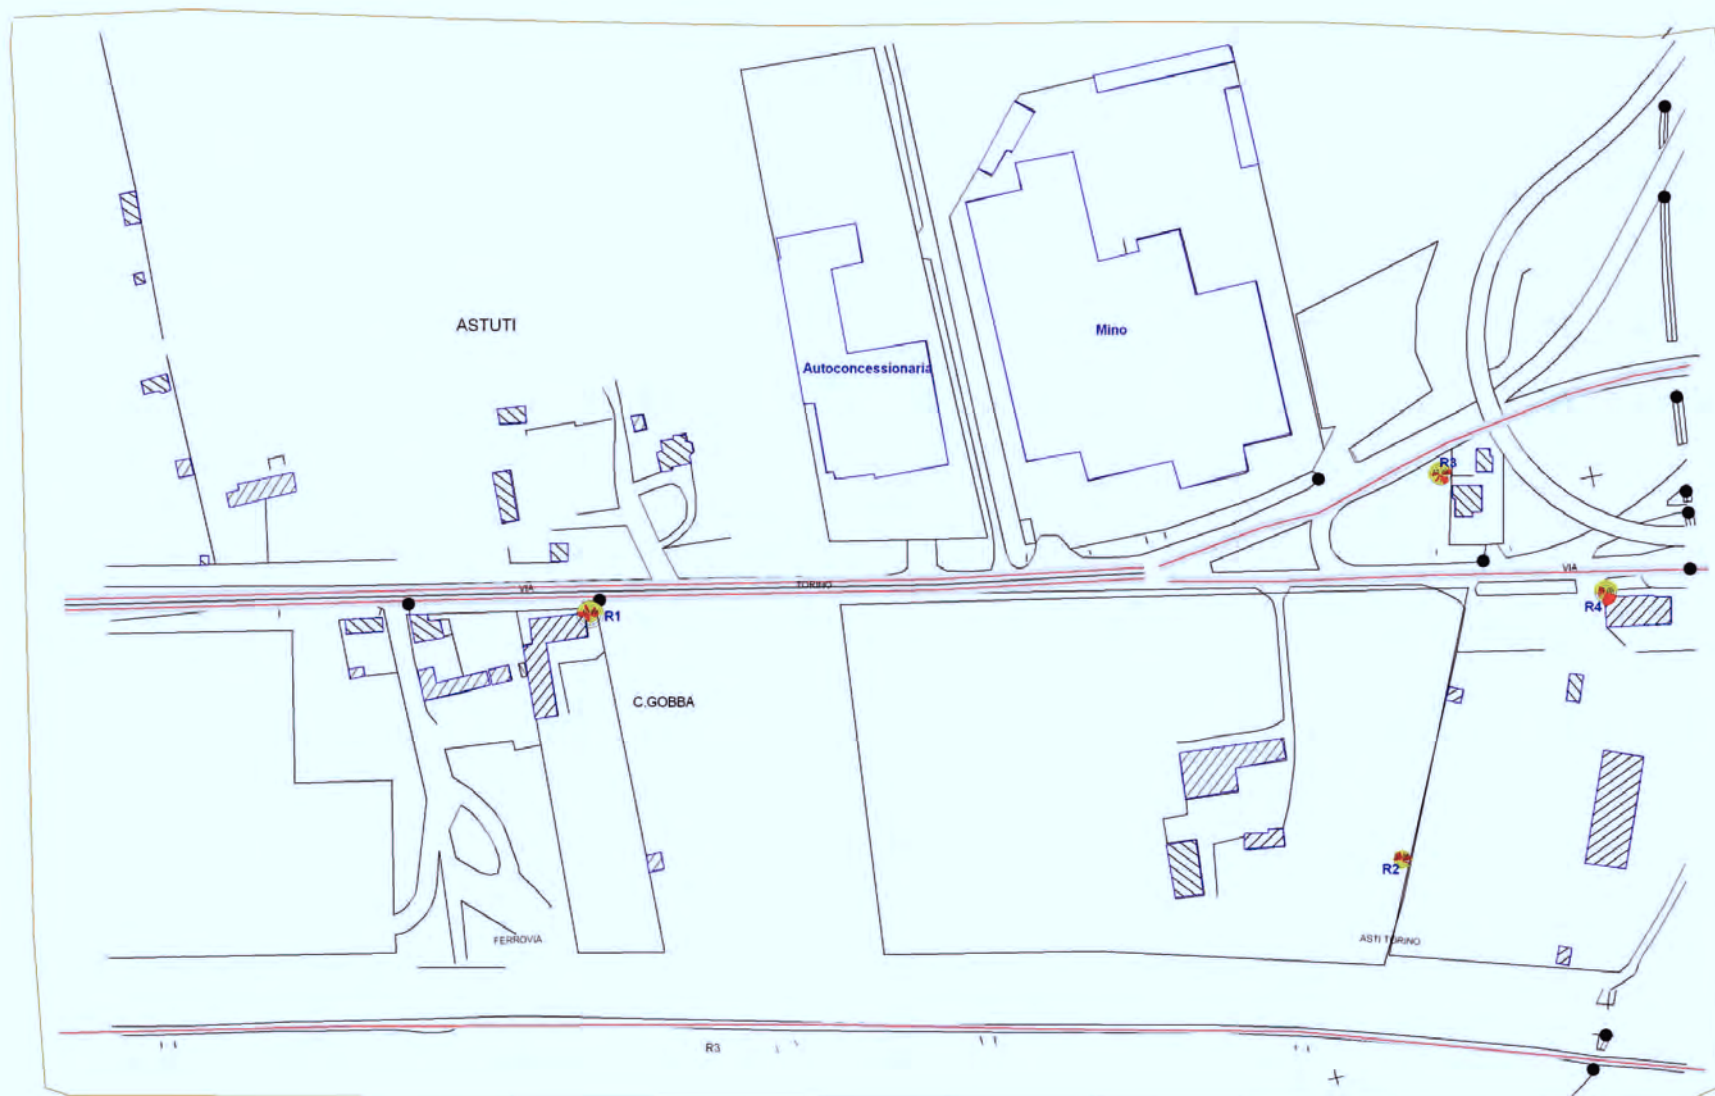 ASTUTI
Mino
Autoconcessionaria
R3
VIA
TORINO
VIA
R1
R4
C.GOBBA
R2
FERROVIA
ASTI TORINO
R3